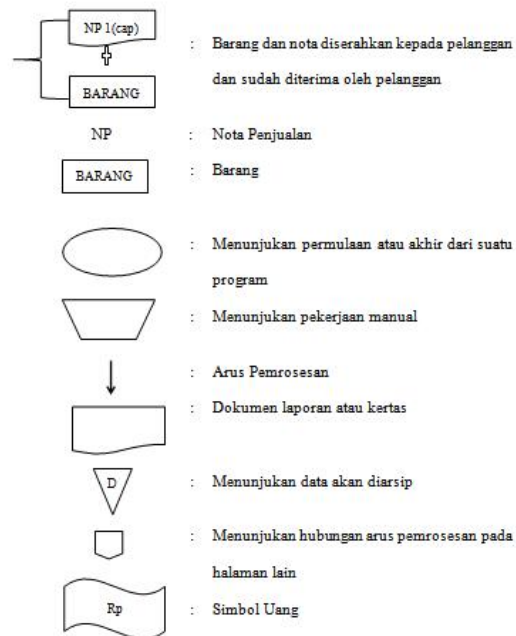 NP 1(cap)
: Barang dan nota diserahkan kepada pelanggan
dan sudah diterima oleh pelanggan
BARANG
NP : Nota Penjualan
BARANG : Barang
: Menunjukan permulaan atau akhir dari suatu
program
: Menunjukan pekerjaan manual
: Arus Pemrosesan
: Dokumen laporan atau kertas
D : Menunjukan data akan diarsip
: Menunjukan hubungan arus pemrosesan pada
halaman lain
Rp : Simbol Uang